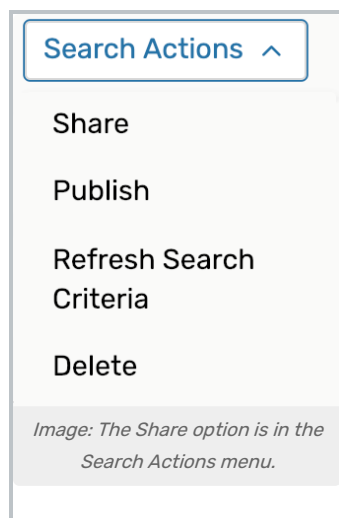 Search Actions
Share
Publish
Refresh Search
Criteria
Delete
Image: The Share option is in the
Search Actions menu.